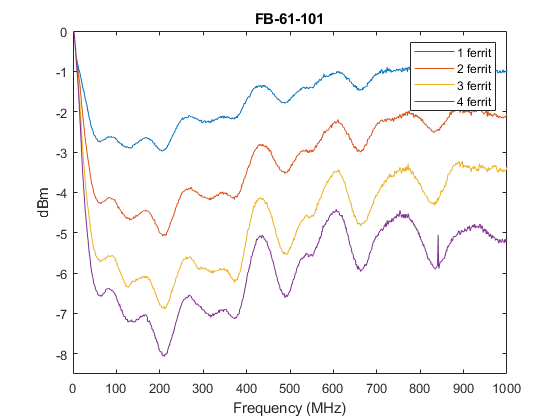 FB-61-101
0
-1
-2
-3
-4
-5
-6
-7
-8
dBm
1 ferrit
2 ferrit
3 ferrit
4 ferrit
0 100 200 300 400 500 600 700 800 900 1000
Frequency (MHz)